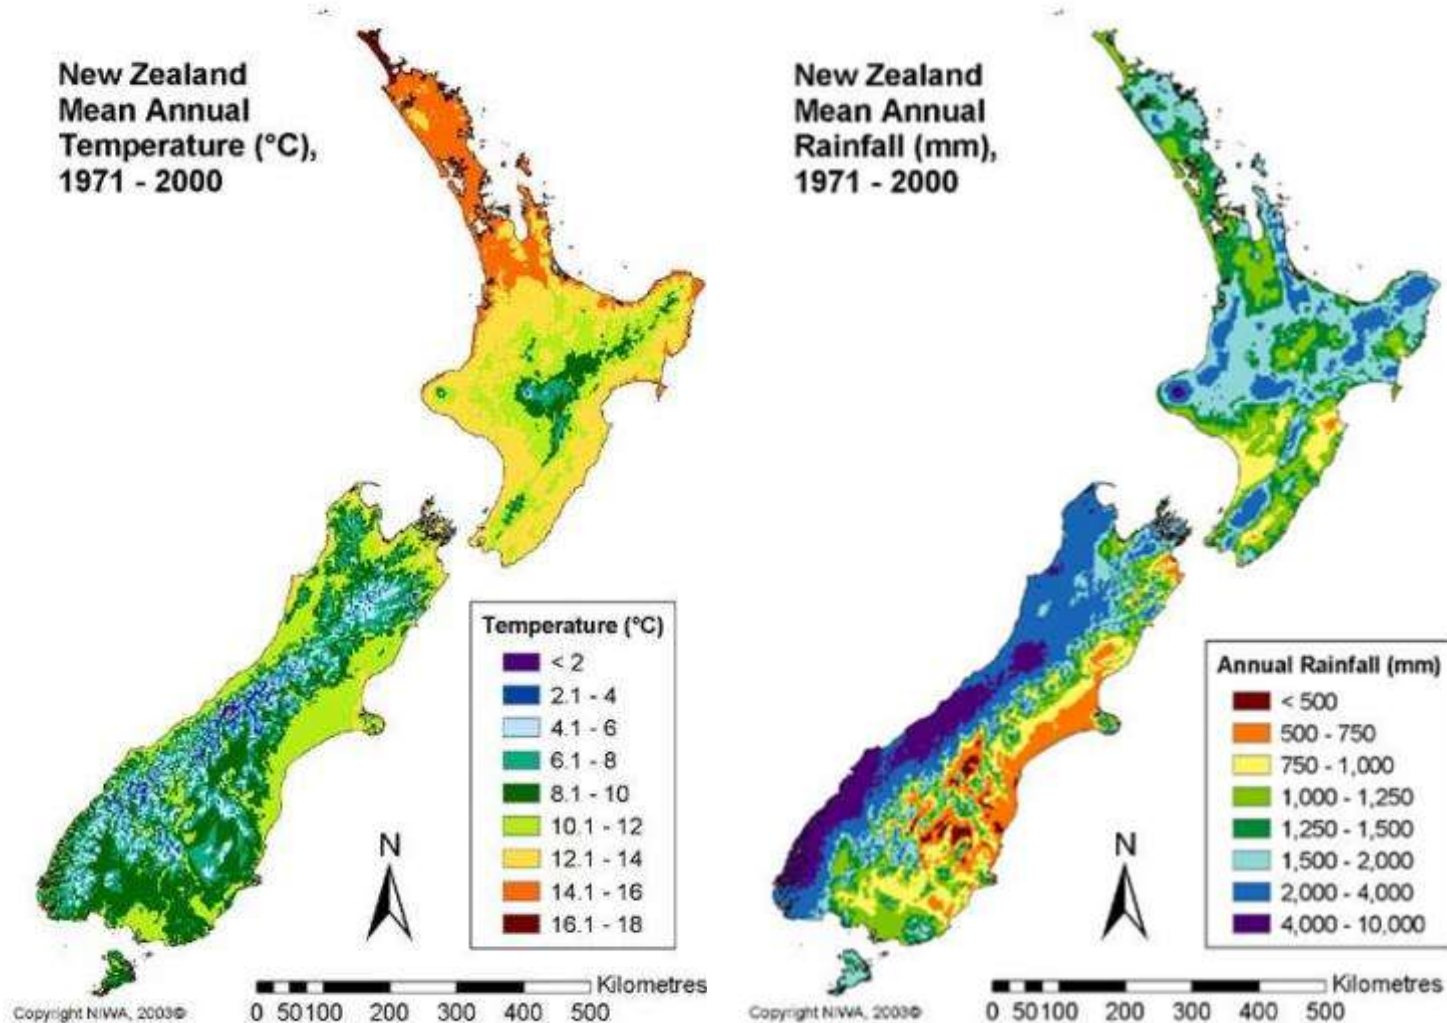 New Zealand
Mean Annual
Temperature (°C),
1971 - 2000
Temperature (°C)
< 2
2.1 - 4
4.1 - 6
6.1 - 8
8.1 - 10
10.1 - 12
12.1 - 14
14.1 - 16
16.1 - 18
N
Kilometres
0 50 100 200 300 400 500
Copyright NIWA, 2003©
New Zealand
Mean Annual
Rainfall (mm),
1971 - 2000
Annual Rainfall (mm)
< 500
500 - 750
750 - 1,000
1,000 - 1,250
1,250 - 1,500
1,500 - 2,000
2,000 - 4,000
4,000 - 10,000
N
Kilometres
0 50 100 200 300 400 500
Copyright NIWA, 2003©